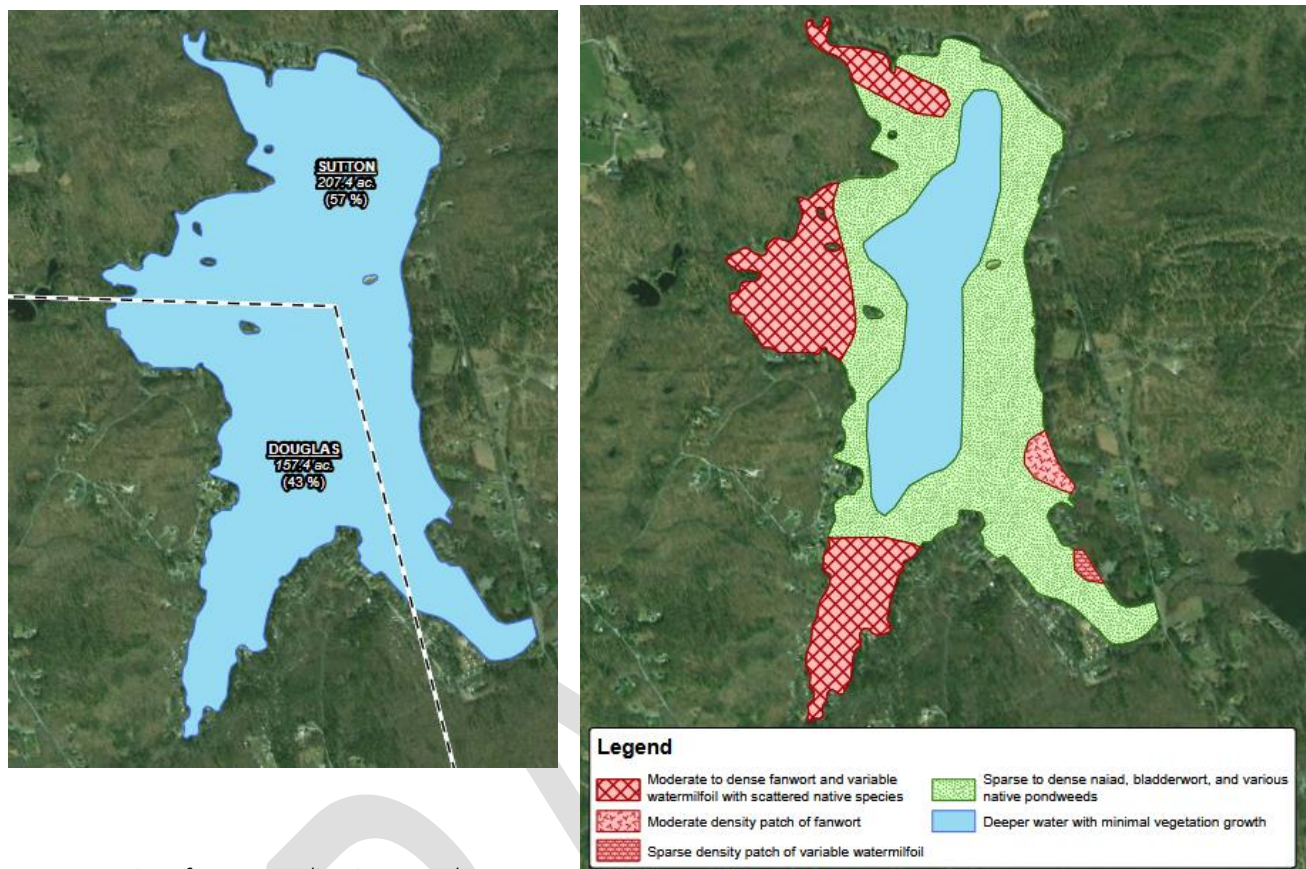 SUTTON
207.4 ac.
(57 %)
DOUGLAS
157.4 ac.
(43 %)
Legend
Moderate to dense fanwort and variable
watermilfoil with scattered native species
Moderate density patch of fanwort
Sparse density patch of variable watermilfoil
Sparse to dense naiad, bladderwort, and various
native pondweeds
Deeper water with minimal vegetation growth